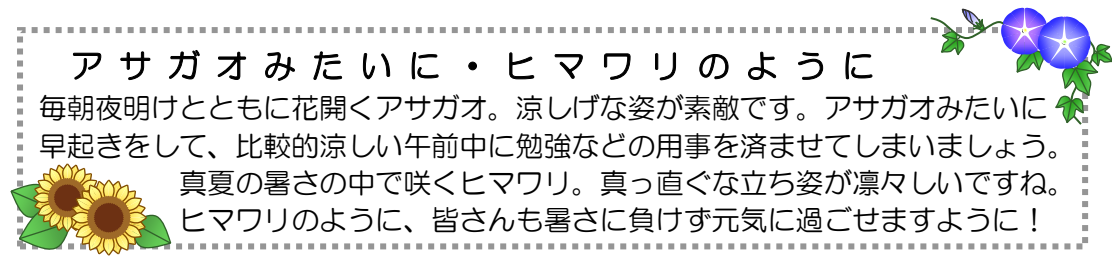 アサガオみたいに・ヒマワリのように
毎朝夜明けとともに花開くアサガオ。涼しげな姿が素敵です。アサガオみたいに
早起きをして、比較的涼しい午前中に勉強などの用事を済ませてしまいましょう。
真夏の暑さの中で咲くヒマワリ。真っ直ぐな立ち姿が凛々しいですね。
ヒマワリのように、皆さんも暑さに負けず元気に過ごせますように！